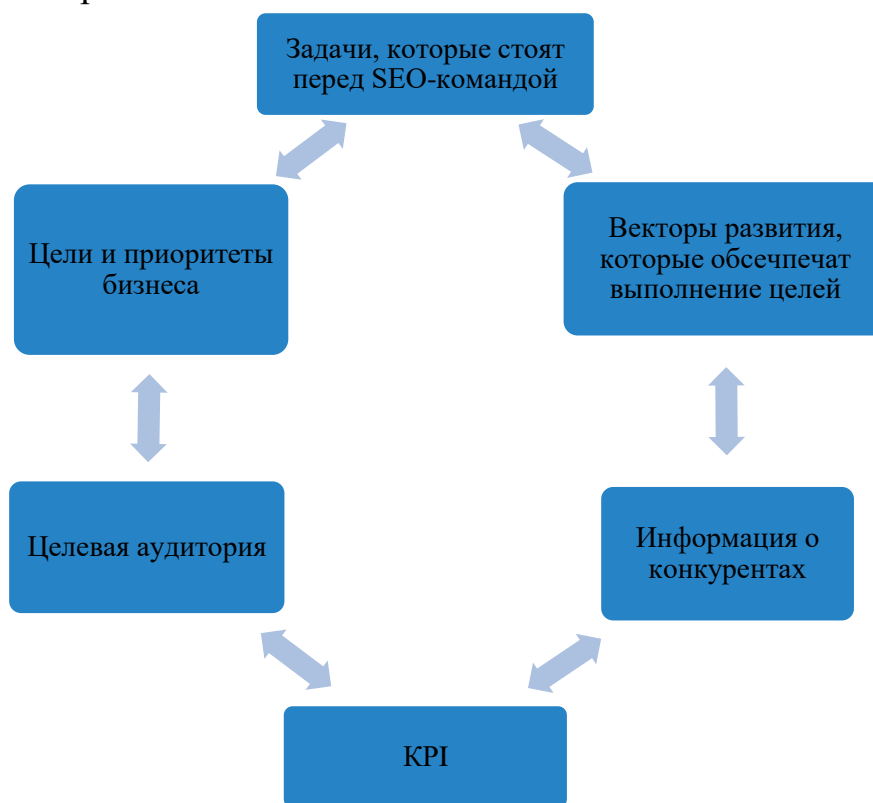 Задачи, которые стоят
перед SEO-командой
Цели и приоритеты
бизнеса
Векторы развития,
которые обсечпечат
выполнение целей
Целевая аудитория
Информация о
конкурентах
KPI